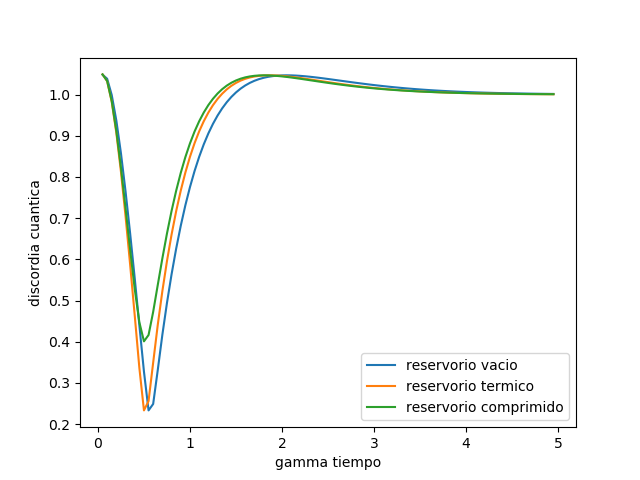 discordia cuantica
1.0
0.9
0.8
0.7
0.6
0.5
0.4
0.3
0.2
reservorio vacio
reservorio termico
reservorio comprimido
0 1 2 3 4 5
gamma tiempo